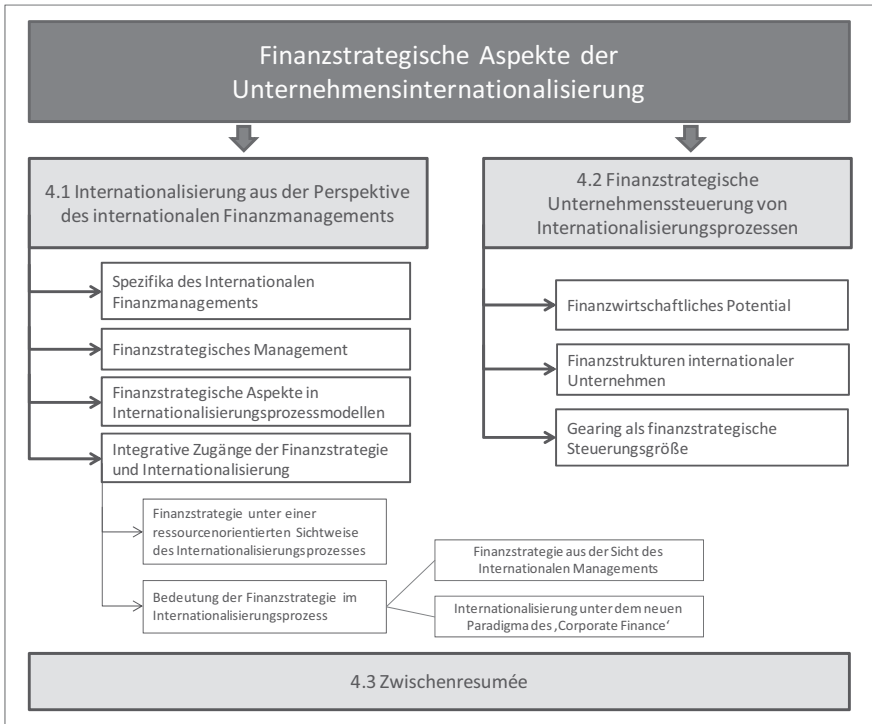 Finanzstrategische Aspekte der
Unternehmensinternationalisierung
4.1 Internationalisierung aus der Perspektive
des internationalen Finanzmanagements
Spezifika des Internationalen
Finanzmanagements
Finanzstrategisches Management
Finanzstrategische Aspekte in
Internationalisierungsprozessmodellen
Integrative Zugänge der Finanzstrategie
und Internationalisierung
Finanzstrategie unter einer
ressourcenorientierten Sichtweise
des Internationalisierungsprozesses
Bedeutung der Finanzstrategie im
Internationalisierungsprozess
Finanzstrategie aus der Sicht des
Internationalen Managements
Internationalisierung unter dem neuen
Paradigma des ‚Corporate Finance‘
4.2 Finanzstrategische
Unternehmenssteuerung von
Internationalisierungsprozessen
Finanzwirtschaftliches Potential
Finanzstrukturen internationaler
Unternehmen
Gearing als finanzstrategische
Steuerungsgröße
4.3 Zwischenresumée